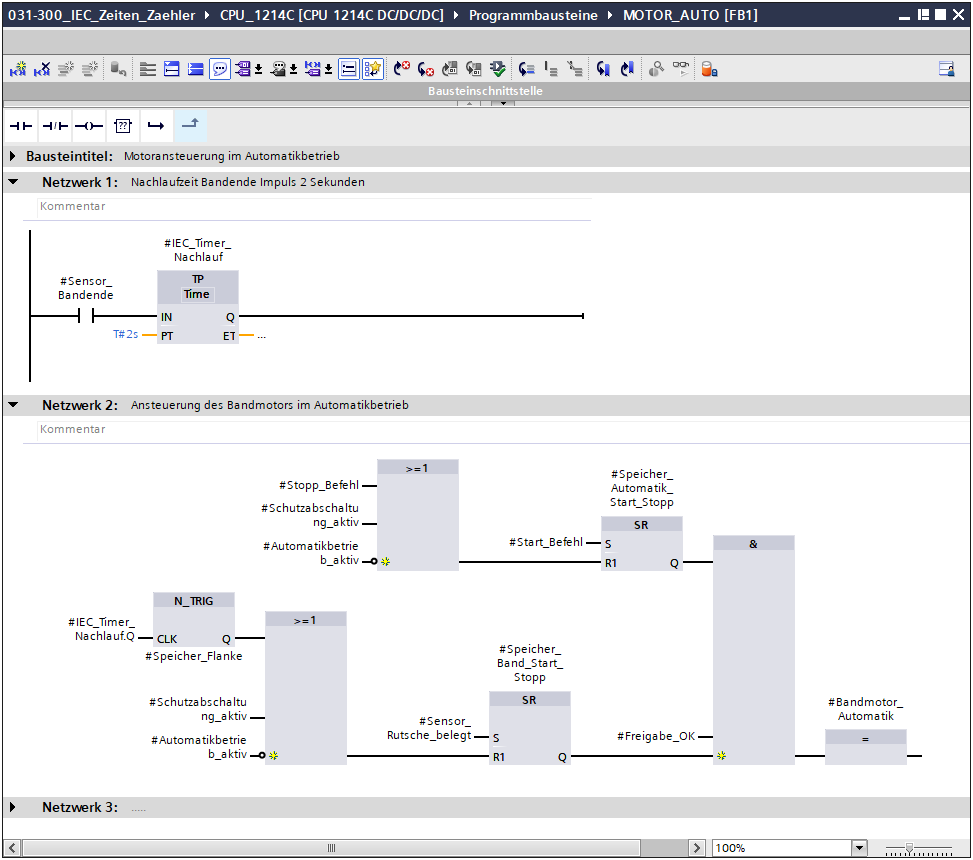 031-300_IEC_Zeiten_Zaehler ▸ CPU_1214C [CPU 1214C DC/DC/DC] ▸ Programmbausteine ▸ MOTOR_AUTO [FB1]
Bausteinschnittstelle
??
Bausteintitel: Motoransteuerung im Automatikbetrieb
Netzwerk 1: Nachlaufzeit Bandende Impuls 2 Sekunden
Kommentar
#IEC_Timer_
Nachlauf
#Sensor_
Bandende
TP
Time
IN Q
T#2s PT ET ...
Netzwerk 2: Ansteuerung des Bandmotors im Automatikbetrieb
Kommentar
>=1
#Stopp_Befehl
#Schutzabschaltu
ng_aktiv
#Automatikbetrie
b_aktiv
#Speicher_
Automatik_
Start_Stopp
SR
#Start_Befehl S
R1 Q
&
N_TRIG
#IEC_Timer_
Nachlauf.Q CLK Q
#Speicher_Flanke
>=1
#Schutzabschaltu
ng_aktiv
#Automatikbetrie
b_aktiv
#Speicher_
Band_Start_
Stopp
SR
#Sensor_
Rutsche_belegt S
R1 Q
#Freigabe_OK
#Bandmotor_
Automatik
=
Netzwerk 3: .....
100%